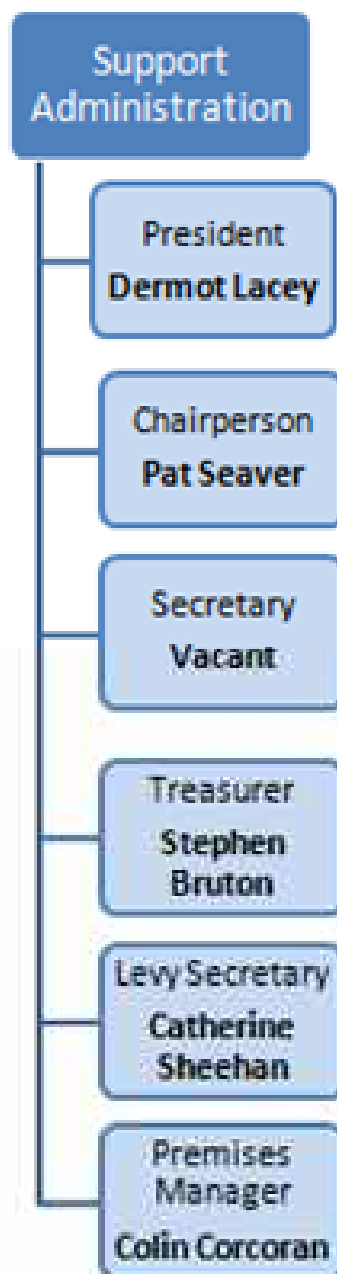 Support
Administration
President
Dermot Lacey
Chairperson
Pat Seaver
Secretary
Vacant
Treasurer
Stephen
Bruton
Levy Secretary
Catherine
Sheehan
Premises
Manager
Colin Corcoran